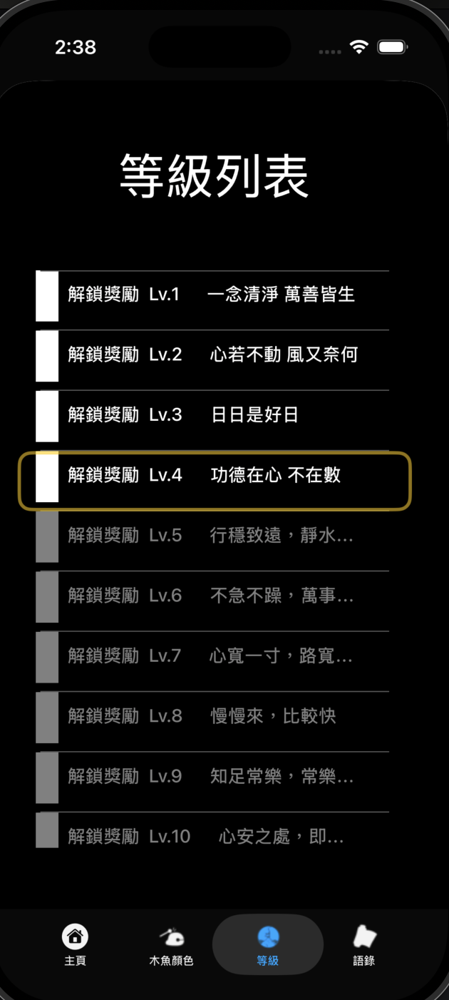 2:38
等級列表
解鎖獎勵 Lv.1 一念清淨 萬善皆生
解鎖獎勵 Lv.2 心若不動 風又奈何
解鎖獎勵 Lv.3 日日是好日
解鎖獎勵 Lv.4 功德在心 不在數
解鎖獎勵 Lv.5 行穩致遠，靜水...
解鎖獎勵 Lv.6 不急不躁，萬事...
解鎖獎勵 Lv.7 心寬一寸，路寬...
解鎖獎勵 Lv.8 慢慢來，比較快
解鎖獎勵 Lv.9 知足常樂，常樂...
解鎖獎勵 Lv.10 心安之處，即...
主頁 木魚顏色 等級 語錄